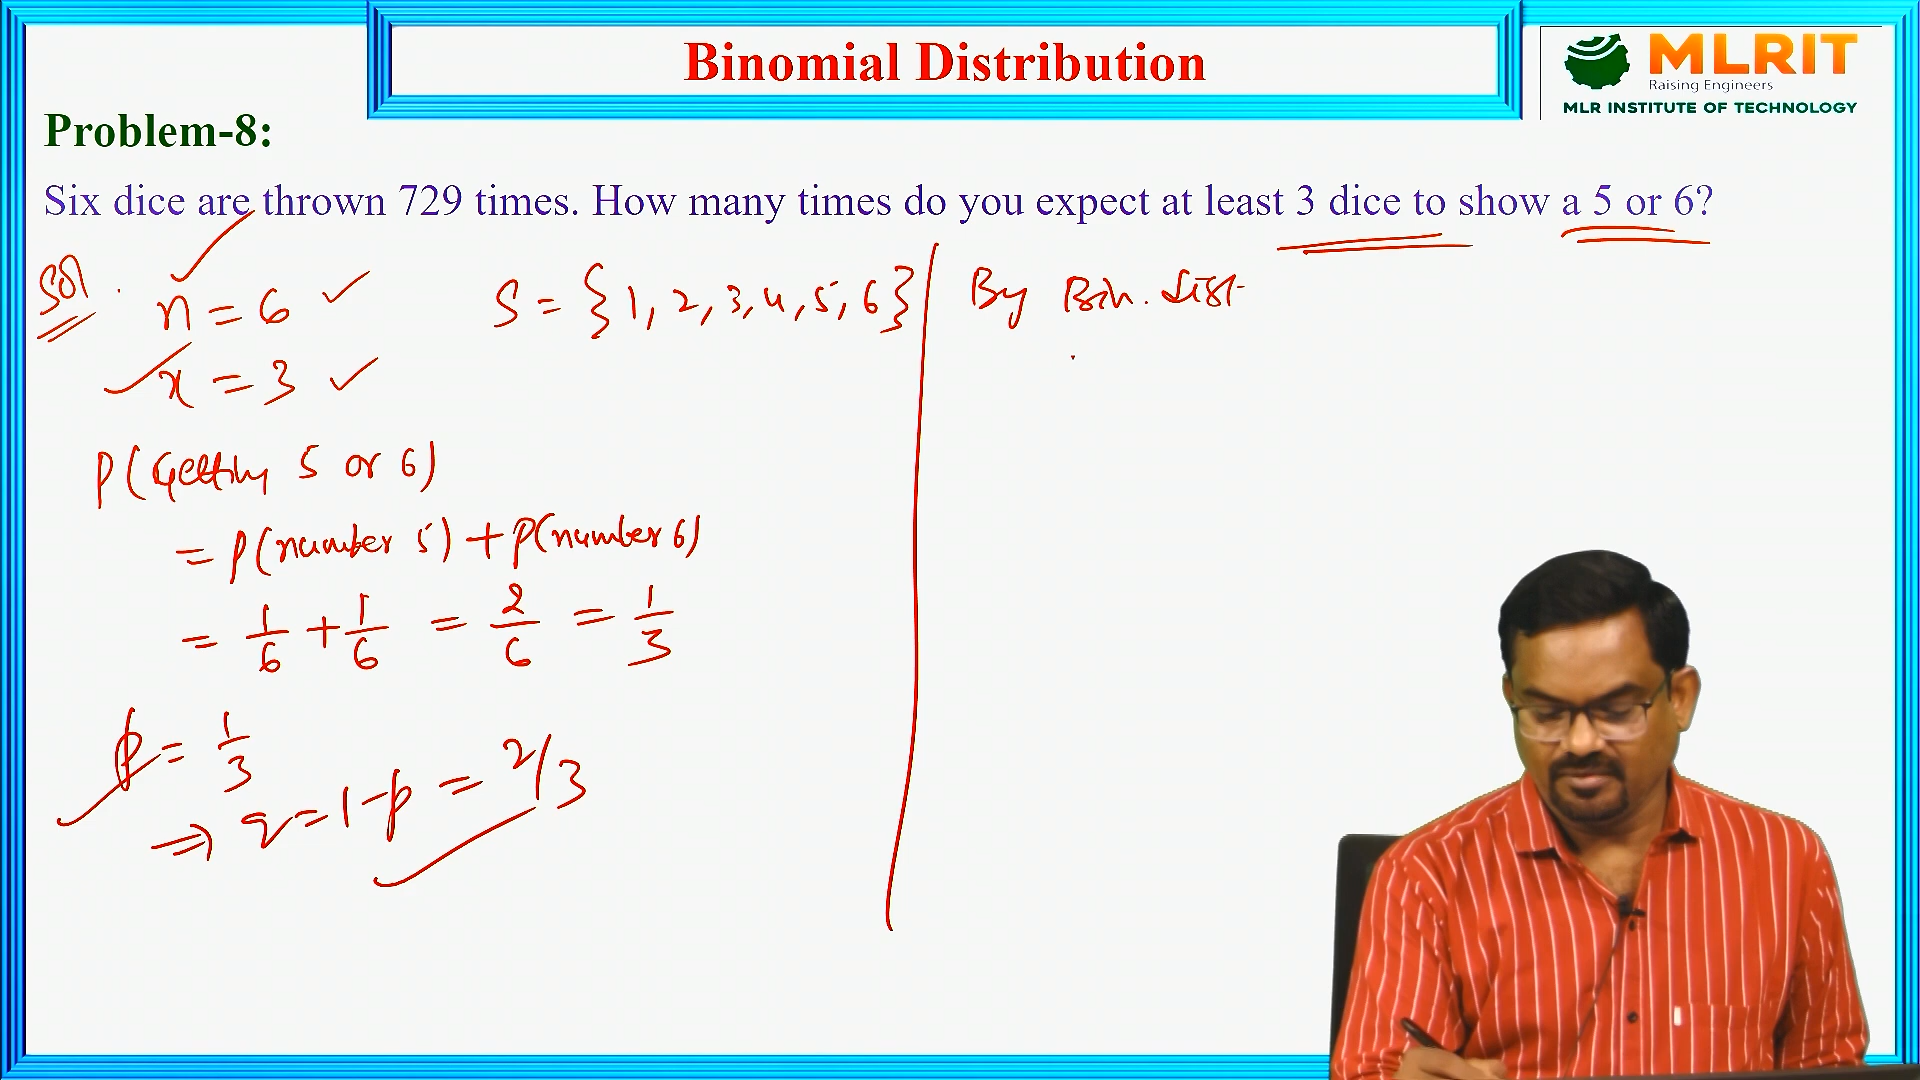 Binomial Distribution
MLRIT
Raising Engineers
MLR INSTITUTE OF TECHNOLOGY
Problem-8:
Six dice are thrown 729 times. How many times do you expect at least 3 dice to show a 5 or 6?
Sol.
n = 6
S = {1, 2, 3, 4, 5, 6}
x = 3
P(Getting 5 or 6)
= P(number 5) + P(number 6)
= 1/6 + 1/6 = 2/6 = 1/3
p = 1/3
⇒ q = 1 - p = 2/3
By Bin. Dist